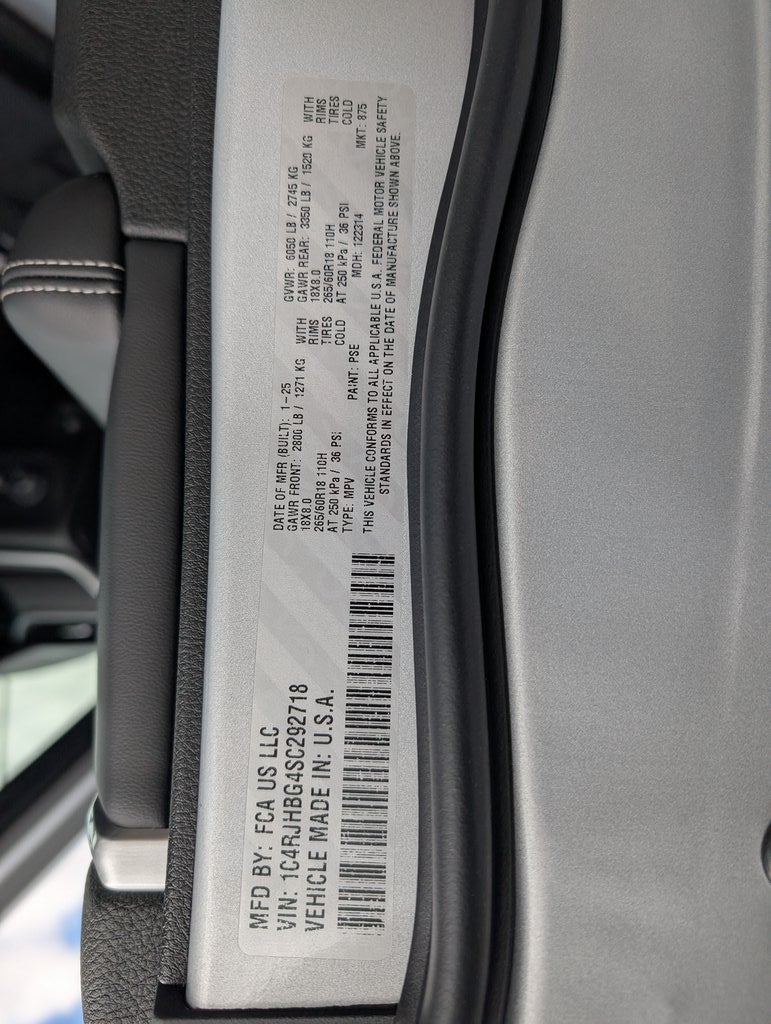 MFD BY: FCA US LLC
VIN: 1C4RJHBG4SC292718
VEHICLE MADE IN: U.S.A.
DATE OF MFR (BUILT): 1-25 GVWR: 6050 LB / 2745 KG
GAWR FRONT: 2800 LB / 1271 KG WITH GAWR REAR: 3350 LB / 1520 KG WITH
18X8.0 RIMS 18X8.0 RIMS
265/60R18 110H TIRES 265/60R18 110H TIRES
AT 250 kPa / 36 PSI COLD AT 250 kPa / 36 PSI COLD
TYPE: MPV PAINT: PSE MDH: 122314 MKT: 875
THIS VEHICLE CONFORMS TO ALL APPLICABLE U.S.A. FEDERAL MOTOR VEHICLE SAFETY
STANDARDS IN EFFECT ON THE DATE OF MANUFACTURE SHOWN ABOVE.